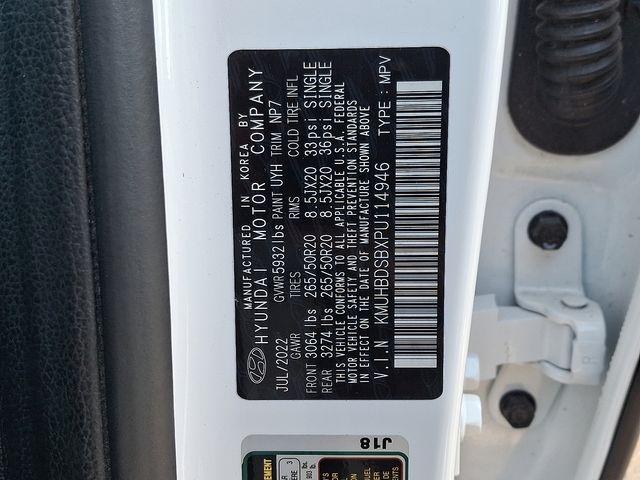 MANUFACTURED IN KOREA BY
HYUNDAI MOTOR COMPANY
JUL/2022 GVWR 5932 lbs PAINT UYH TRIM NP7
GAWR TIRES RIMS COLD TIRE INFL
FRONT 3064 lbs 265/50R20 8.5JX20 33psi SINGLE
REAR 3274 lbs 265/50R20 8.5JX20 36psi SINGLE
THIS VEHICLE CONFORMS TO ALL APPLICABLE U.S.A. FEDERAL
MOTOR VEHICLE SAFETY AND THEFT PREVENTION STANDARDS
IN EFFECT ON THE DATE OF MANUFACTURE SHOWN ABOVE
V.I.N KMUHBDSBXPU114946 TYPE : MPV
J18